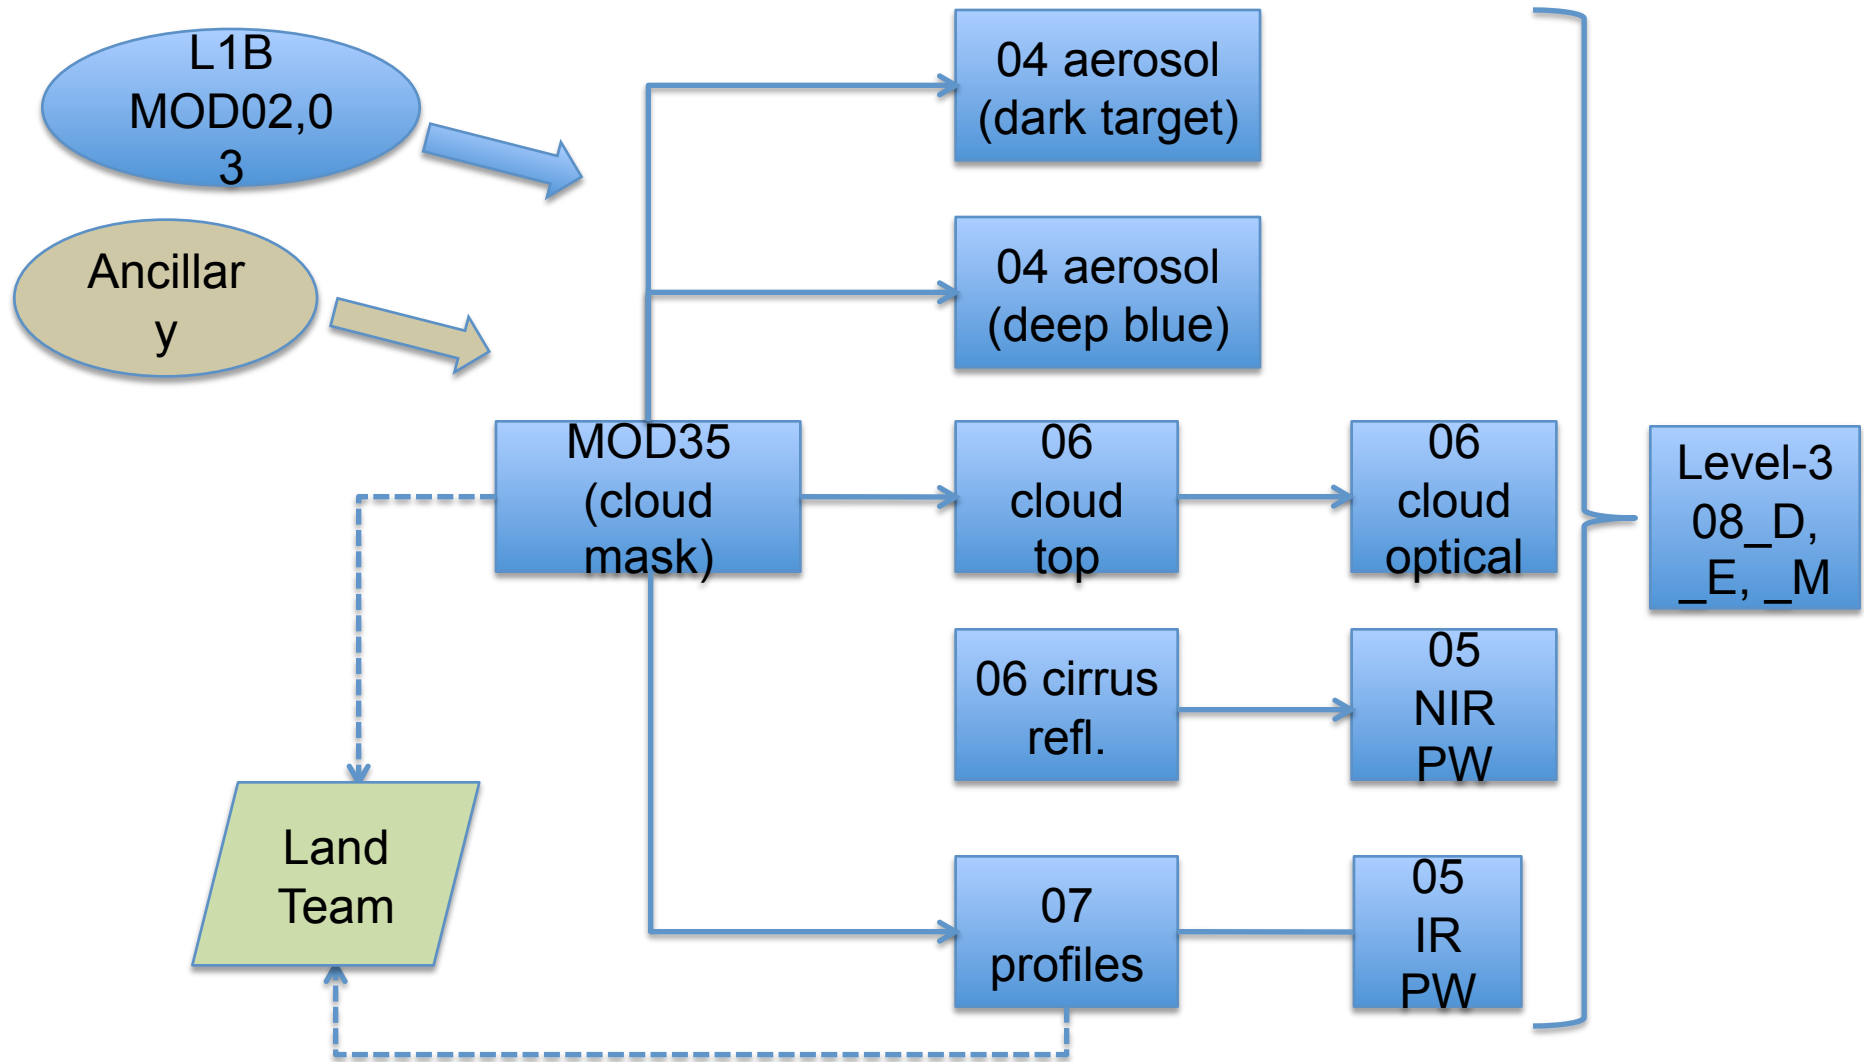 L1B
MOD02,0
3
Ancillar
y
04 aerosol
(dark target)
04 aerosol
(deep blue)
MOD35
(cloud
mask)
06
cloud
top
06
cloud
optical
Level-3
08_D,
_E, _M
06 cirrus
refl.
05
NIR
PW
Land
Team
07
profiles
05
IR
PW